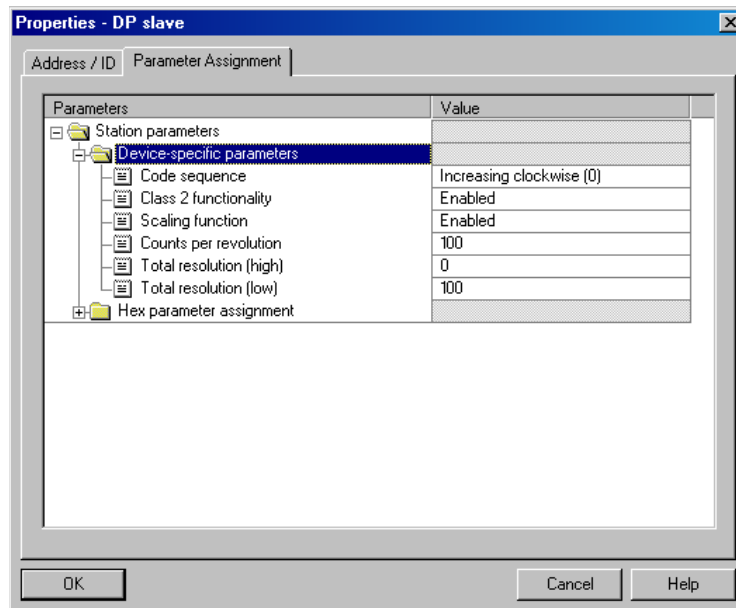 Properties - DP slave
Address / ID Parameter Assignment
Parameters Value
Station parameters
Device-specific parameters
Code sequence Increasing clockwise (0)
Class 2 functionality Enabled
Scaling function Enabled
Counts per revolution 100
Total resolution (high) 0
Total resolution (low) 100
Hex parameter assignment
OK Cancel Help